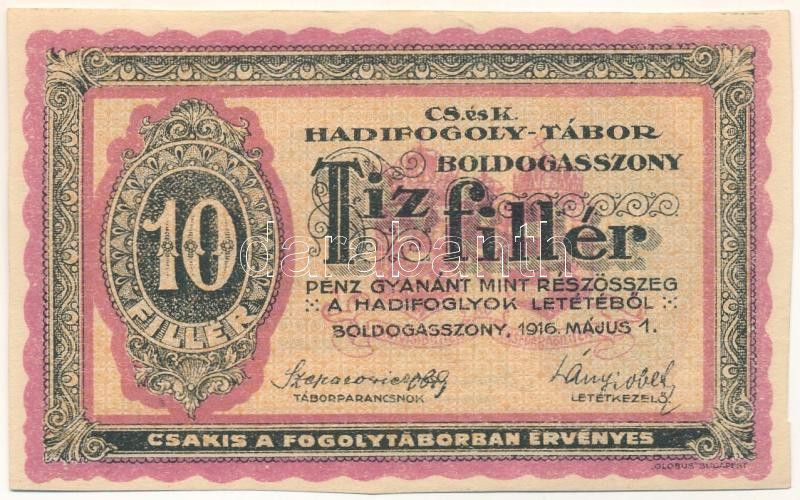 CS. és K.
HADIFOGOLY-TÁBOR
BOLDOGASSZONY
Tiz fillér
10
FILLÉR
PÉNZ GYANÁNT MINT RÉSZÖSSZEG
A HADIFOGLYOK LETÉTÉBŐL
BOLDOGASSZONY, 1916. MÁJUS 1.
TÁBORPARANCSNOK
LETÉTKEZELŐ
CSAKIS A FOGOLYTÁBORBAN ÉRVÉNYES
„GLOBUS” BUDAPEST
darabanth